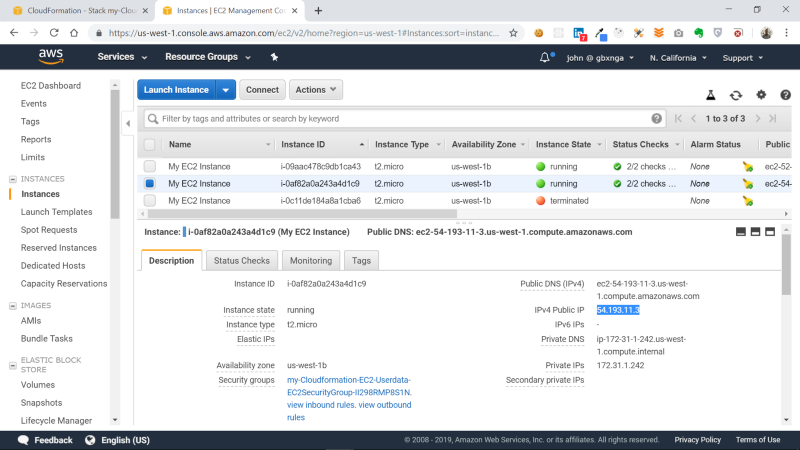 CloudFormation - Stack my-Clou
Instances | EC2 Management Co
https://us-west-1.console.aws.amazon.com/ec2/v2/home?region=us-west-1#Instances:sort=instanc...
aws
Services
Resource Groups
john @ gbxnga
N. California
Support
EC2 Dashboard
Events
Tags
Reports
Limits
INSTANCES
Instances
Launch Templates
Spot Requests
Reserved Instances
Dedicated Hosts
Capacity Reservations
IMAGES
AMIs
Bundle Tasks
ELASTIC BLOCK
STORE
Volumes
Snapshots
Lifecycle Manager
Launch Instance
Connect
Actions
Filter by tags and attributes or search by keyword
1 to 3 of 3
Name Instance ID Instance Type Availability Zone Instance State Status Checks Alarm Status Public
My EC2 Instance i-09aac478c9db1ca43 t2.micro us-west-1b running 2/2 checks ... None ec2-52-
My EC2 Instance i-0af82a0a243a4d1c9 t2.micro us-west-1b running 2/2 checks ... None ec2-54-
My EC2 Instance i-0c11de184a8a1cba6 t2.micro us-west-1b terminated None
Instance: i-0af82a0a243a4d1c9 (My EC2 Instance) Public DNS: ec2-54-193-11-3.us-west-1.compute.amazonaws.com
Description
Status Checks
Monitoring
Tags
Instance ID i-0af82a0a243a4d1c9
Instance state running
Instance type t2.micro
Elastic IPs
Availability zone us-west-1b
Security groups my-Cloudformation-EC2-Userdata-
EC2SecurityGroup-II298RMP8S1N.
view inbound rules. view outbound
rules
Public DNS (IPv4) ec2-54-193-11-3.us-west-
1.compute.amazonaws.com
IPv4 Public IP 54.193.11.3
IPv6 IPs -
Private DNS ip-172-31-1-242.us-west-
1.compute.internal
Private IPs 172.31.1.242
Secondary private IPs
Feedback
English (US)
© 2008 - 2019, Amazon Web Services, Inc. or its affiliates. All rights reserved.
Privacy Policy
Terms of Use